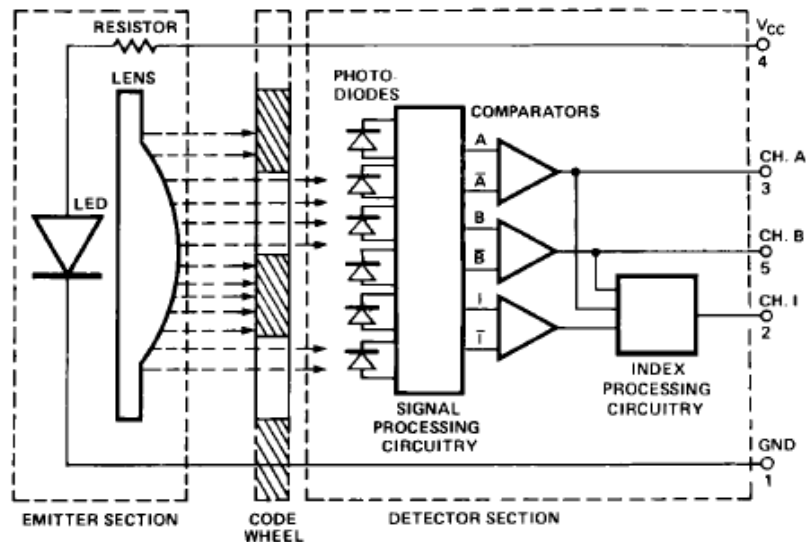 RESISTOR
LENS
LED
EMITTER SECTION
CODE
WHEEL
PHOTO-
DIODES
COMPARATORS
A
A̅
B
B̅
I
I̅
SIGNAL
PROCESSING
CIRCUITRY
INDEX
PROCESSING
CIRCUITRY
DETECTOR SECTION
VCC
4
CH. A
3
CH. B
5
CH. I
2
GND
1